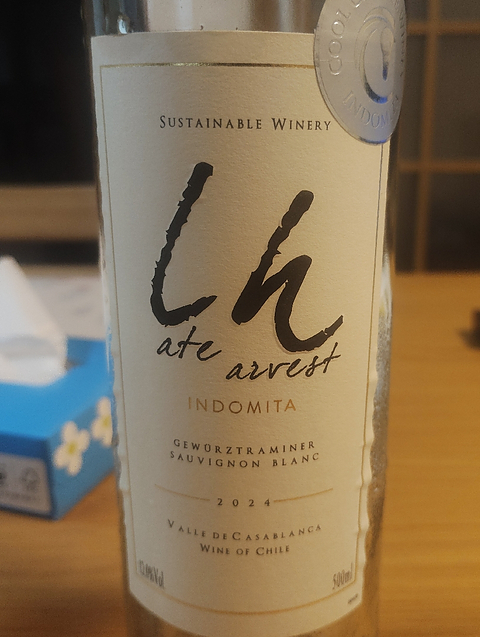 SUSTAINABLE WINERY
Lh
ate arvest
INDOMITA
GEWÜRZTRAMINER
SAUVIGNON BLANC
2024
VALLE DE CASABLANCA
WINE OF CHILE
500ml